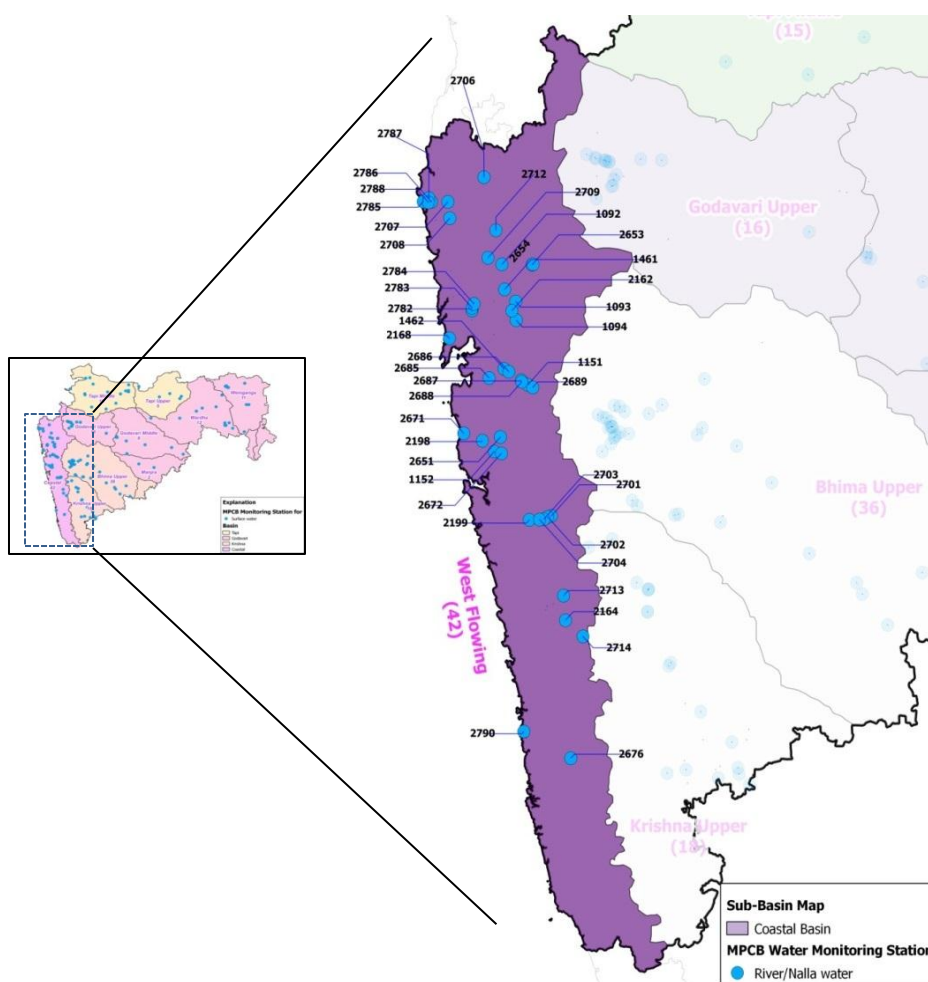 (15)
2706
2787
2786
2788
2785
2707
2708
2712
2709
1092
2653
2654
1461
2162
2784
2783
2782
1462
2168
1093
1094
2686
2685
2687
2688
1151
2689
2671
2198
2651
1152
2672
2199
2703
2701
2702
2704
2713
2164
2714
2790
2676
Godavari Upper
(16)
Bhima Upper
(36)
West Flowing
(42)
Krishna Upper
(18)
Explanation
MPCB Monitoring Station for
Surface water
Basin
Tapi
Godavari
Krishna
Coastal
Sub-Basin Map
Coastal Basin
MPCB Water Monitoring Station
River/Nalla water